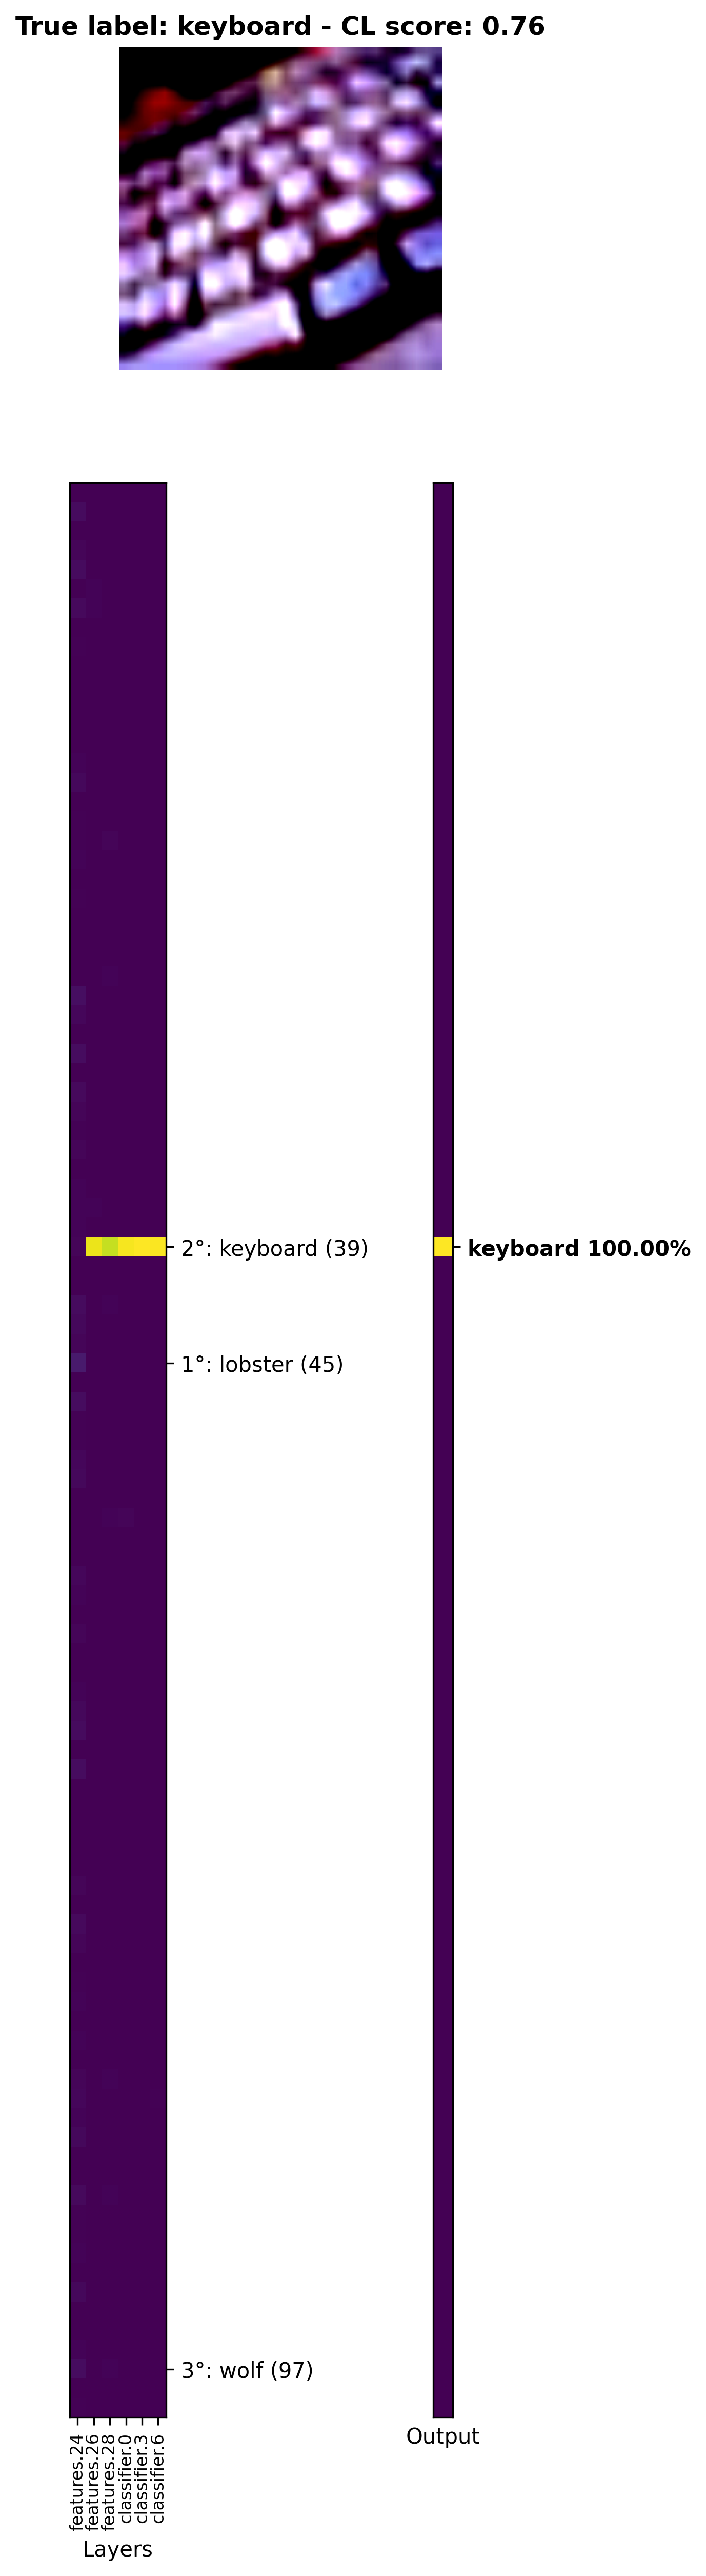 True label: keyboard - CL score: 0.76
2°: keyboard (39)
keyboard 100.00%
1°: lobster (45)
3°: wolf (97)
features.24
features.26
features.28
classifier.0
classifier.3
classifier.6
Layers
Output